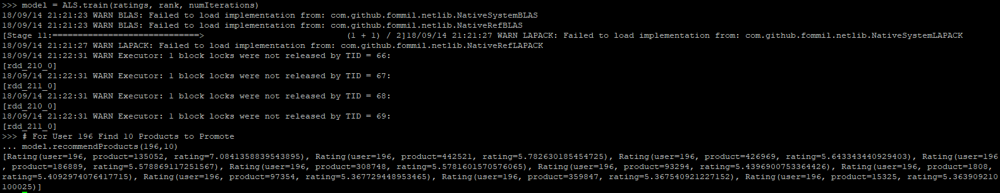 >>> model = ALS.train(ratings, rank, numIterations)
18/09/14 21:21:23 WARN BLAS: Failed to load implementation from: com.github.fommil.netlib.NativeSystemBLAS
18/09/14 21:21:23 WARN BLAS: Failed to load implementation from: com.github.fommil.netlib.NativeRefBLAS
[Stage 11:=============================>                             (1 + 1) / 2]18/09/14 21:21:27 WARN LAPACK: Failed to load implementation from: com.github.fommil.netlib.NativeSystemLAPACK
18/09/14 21:21:27 WARN LAPACK: Failed to load implementation from: com.github.fommil.netlib.NativeRefLAPACK
18/09/14 21:22:31 WARN Executor: 1 block locks were not released by TID = 66:
[rdd_210_0]
18/09/14 21:22:31 WARN Executor: 1 block locks were not released by TID = 67:
[rdd_211_0]
18/09/14 21:22:31 WARN Executor: 1 block locks were not released by TID = 68:
[rdd_210_0]
18/09/14 21:22:31 WARN Executor: 1 block locks were not released by TID = 69:
[rdd_211_0]
>>> # For User 196 Find 10 Products to Promote
... model.recommendProducts(196,10)
[Rating(user=196, product=135052, rating=7.0841358839543895), Rating(user=196, product=442521, rating=5.782630185454725), Rating(user=196, product=426969, rating=5.643343440929403), Rating(user=196
, product=186889, rating=5.578869117251567), Rating(user=196, product=308748, rating=5.5781601570576065), Rating(user=196, product=93294, rating=5.4396900753364426), Rating(user=196, product=1808,
rating=5.4092974076417715), Rating(user=196, product=97354, rating=5.367729448953465), Rating(user=196, product=359847, rating=5.367540921227152), Rating(user=196, product=15325, rating=5.363909210
100025)]